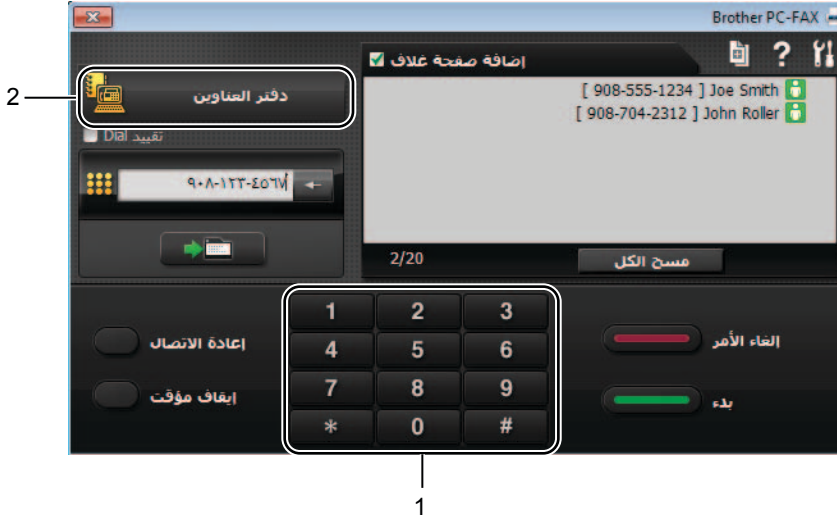 Brother PC-FAX
إضافة صفحة غلاف
?
2
دفتر العناوين
[ 908-555-1234 ] Joe Smith
[ 908-704-2312 ] John Roller
تقييد Dial
٩٠٨-١٢٣-٤٥٦٧
2/20
مسح الكل
1 2 3
4 5 6
7 8 9
* 0 #
إعادة الاتصال
إيقاف مؤقت
إلغاء الأمر
بدء
1